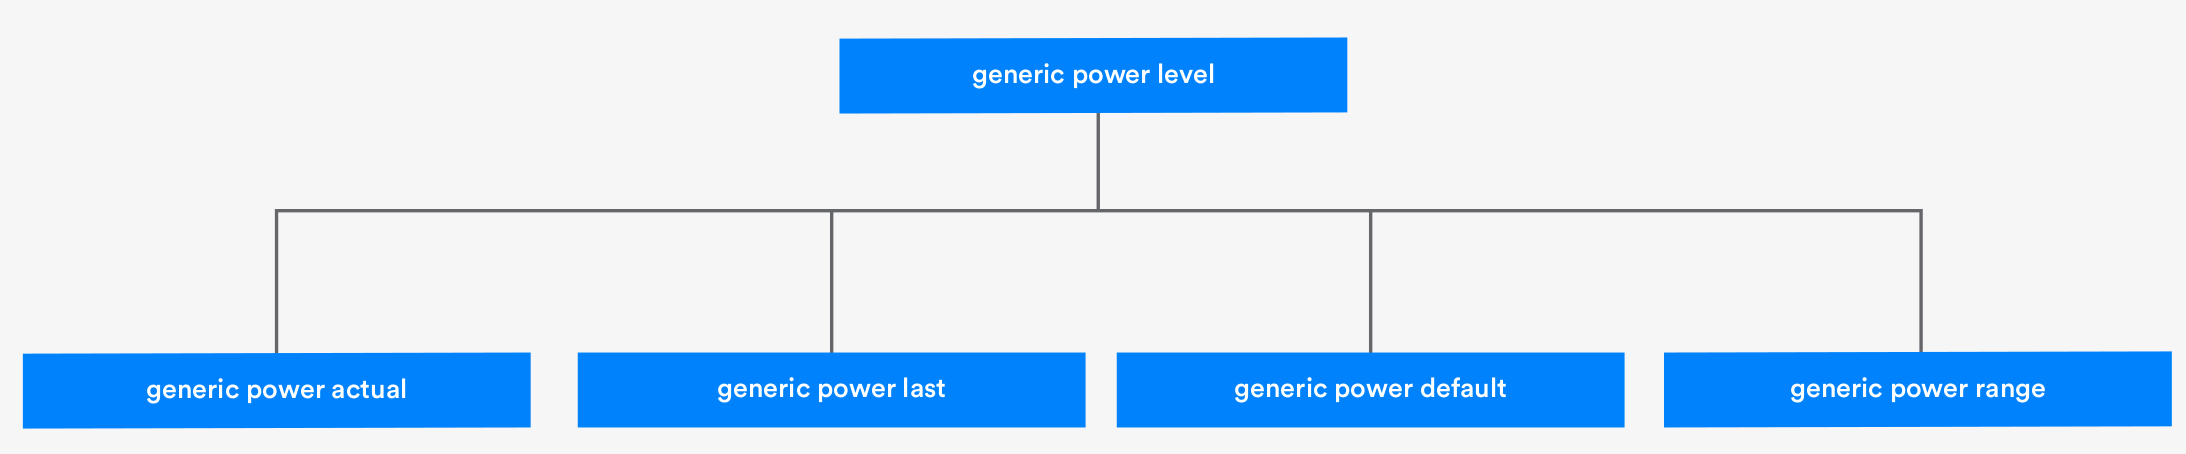 generic power level
generic power actual
generic power last
generic power default
generic power range